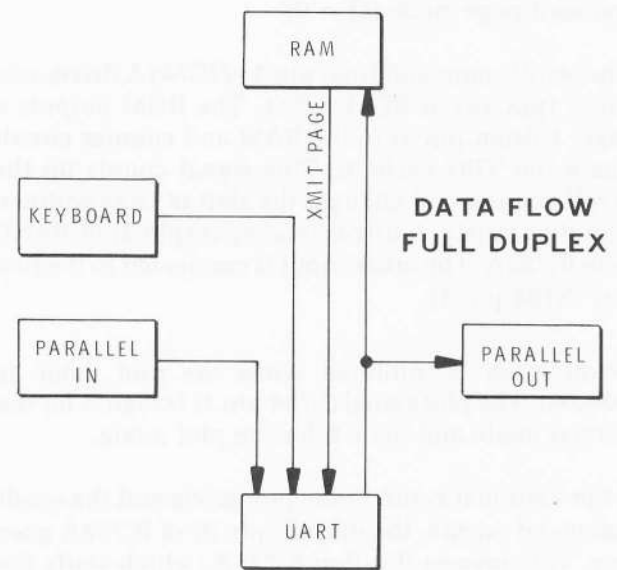 RAM
XMIT PAGE
KEYBOARD
DATA FLOW
FULL DUPLEX
PARALLEL
IN
PARALLEL
OUT
UART